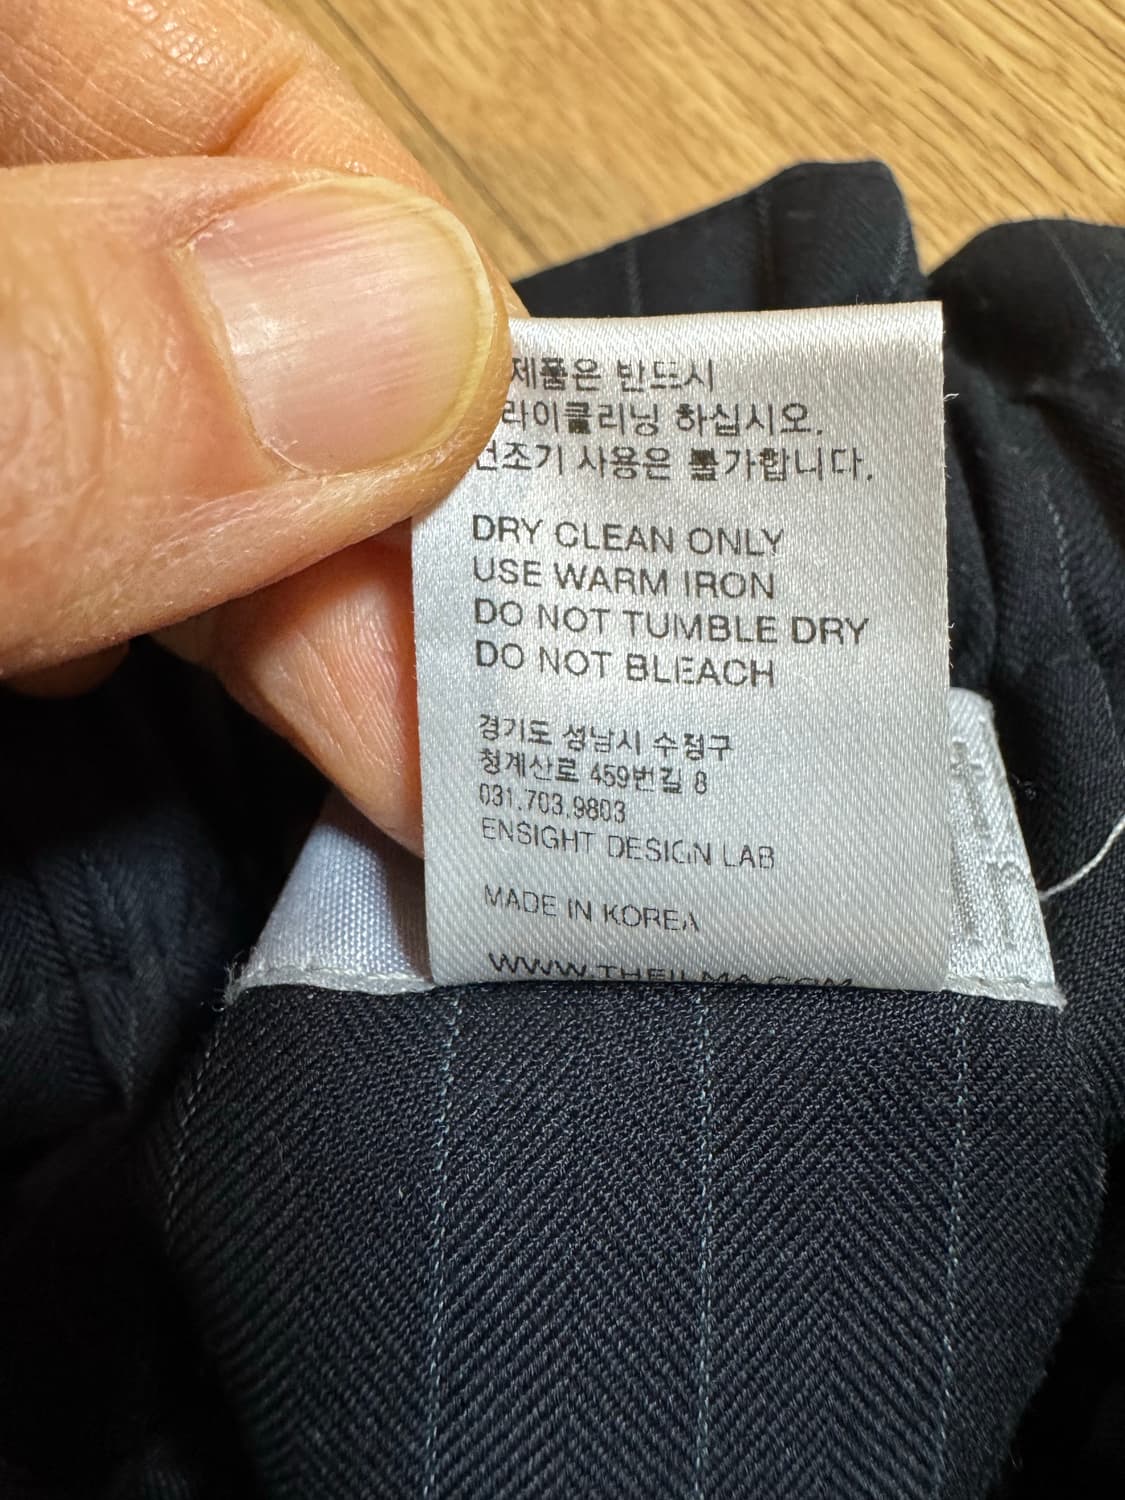 제품은 반드시
라이클리닝 하십시오.
건조기 사용은 불가합니다.
DRY CLEAN ONLY
USE WARM IRON
DO NOT TUMBLE DRY
DO NOT BLEACH
경기도 성남시 수정구
청계산로 459번길 8
031.703.9803
ENSIGHT DESIGN LAB
MADE IN KOREA
WWW.THEILMA.COM